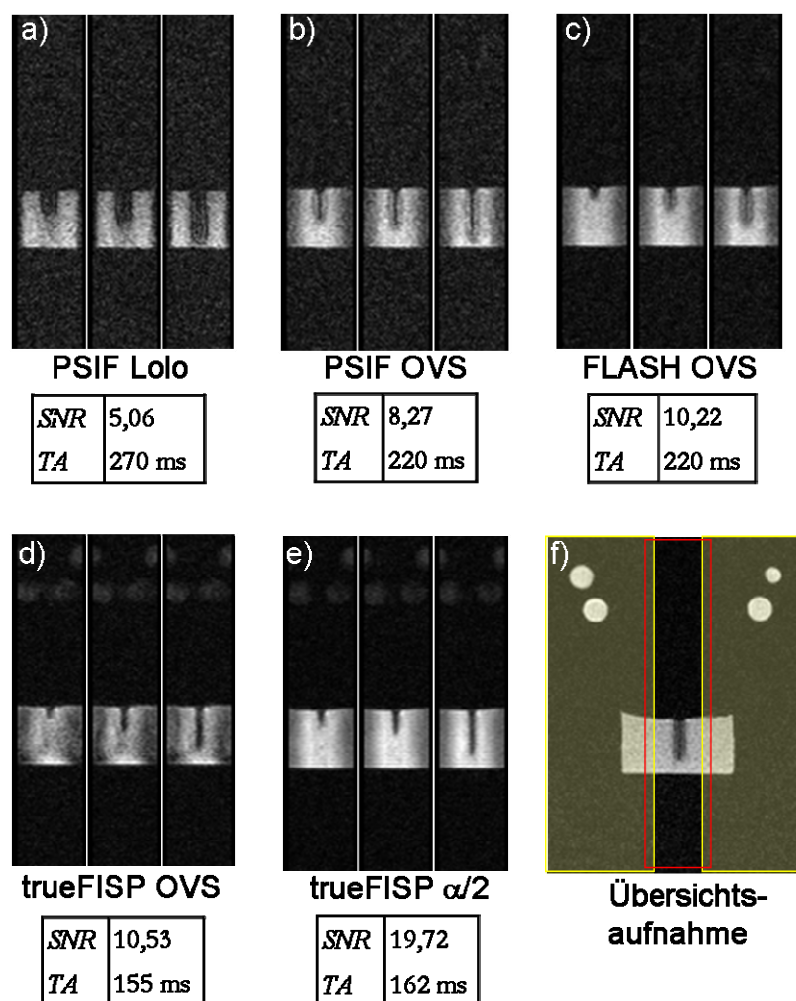 a)
b)
c)
PSIF Lolo
PSIF OVS
FLASH OVS
SNR 5,06
TA 270 ms
SNR 8,27
TA 220 ms
SNR 10,22
TA 220 ms
d)
e)
f)
trueFISP OVS
trueFISP α/2
Übersichts-
aufnahme
SNR 10,53
TA 155 ms
SNR 19,72
TA 162 ms